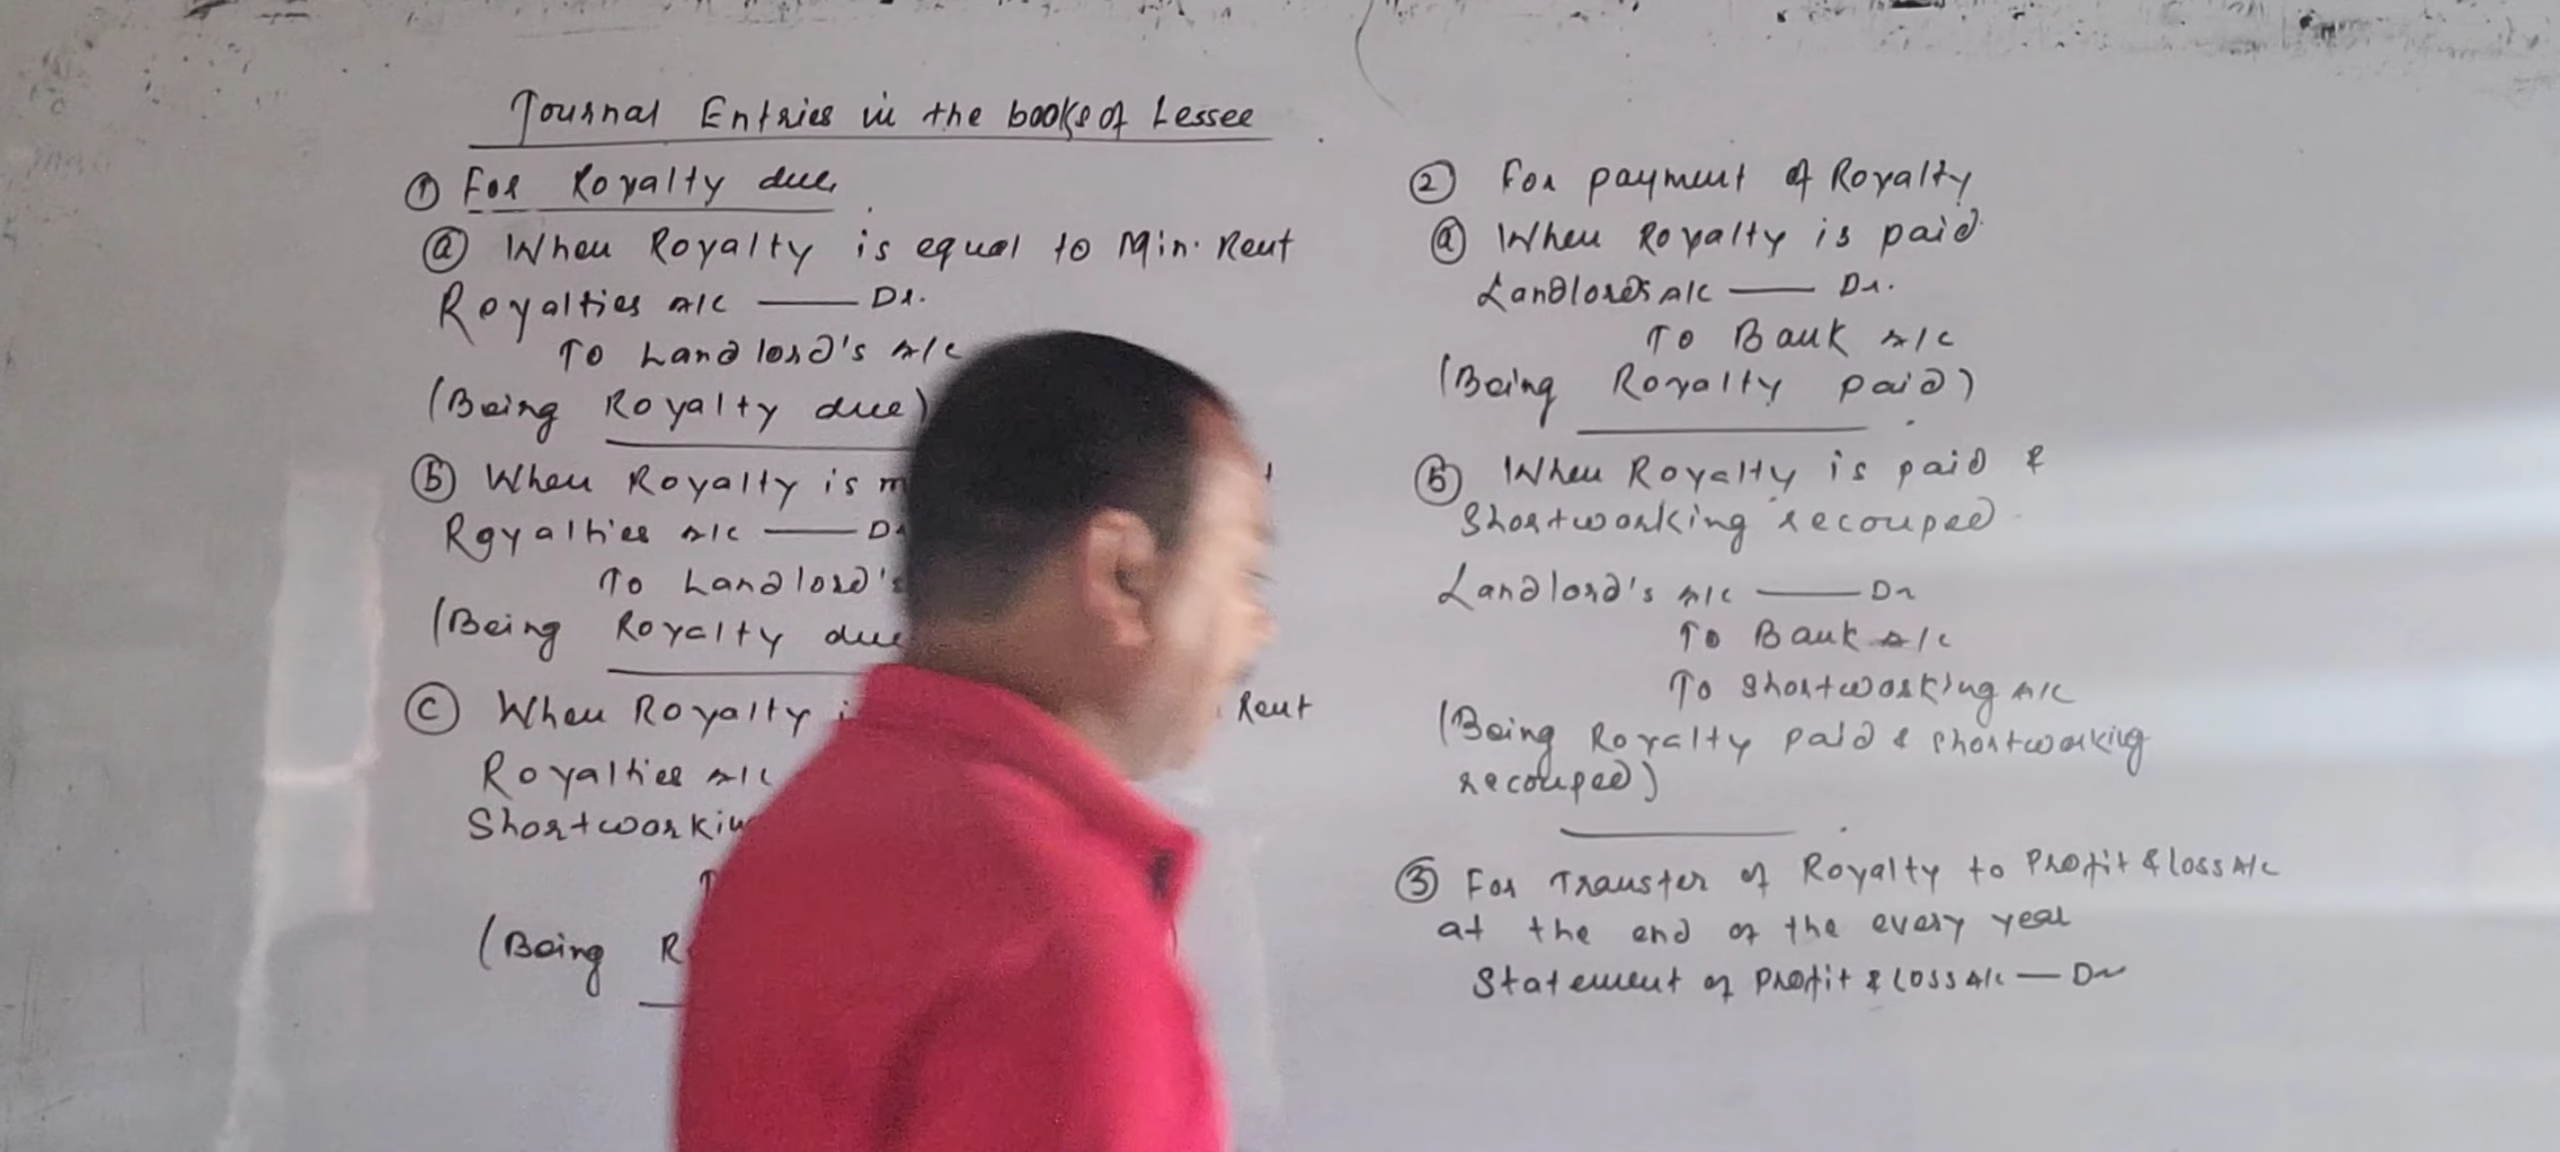 Journal Entries in the books of Lessee
① For Royalty due
ⓐ When Royalty is equal to Min. Rent
Royalties A/c —— Dr.
To Landlord's A/c
(Being Royalty due)
ⓑ When Royalty is
Royalties A/c ——
To Landlord's
(Being Royalty due
ⓒ When Royalty Rent
Royalties A/c
(Being
② For payment of Royalty
ⓐ When Royalty is paid
Landlord's A/c —— Dr.
To Bank A/c
(Being Royalty paid)
ⓑ When Royalty is paid &
Shortworking recouped
Landlord's A/c —— Dr
To Bank A/c
To Shortworking A/c
(Being Royalty paid & shortworking
recouped)
③ For Transfer of Royalty to Profit & Loss A/c
at the end of the every year
Statement of Profit & Loss A/c — Dr